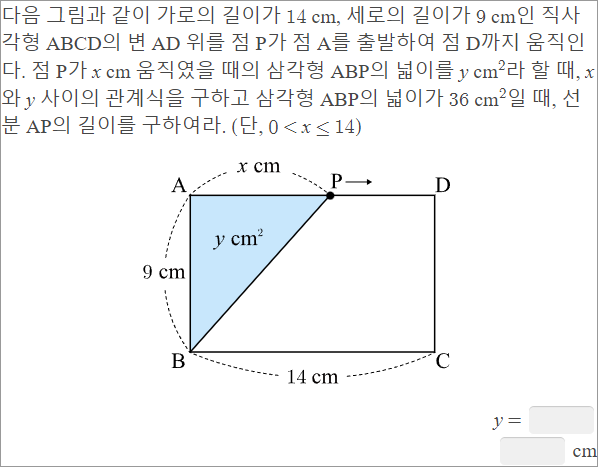 다음 그림과 같이 가로의 길이가 14 cm, 세로의 길이가 9 cm인 직사
각형 ABCD의 변 AD 위를 점 P가 점 A를 출발하여 점 D까지 움직인
다. 점 P가 x cm 움직였을 때의 삼각형 ABP의 넓이를 y cm²라 할 때, x
와 y 사이의 관계식을 구하고 삼각형 ABP의 넓이가 36 cm²일 때, 선
분 AP의 길이를 구하여라. (단, 0 < x ≤ 14)
x cm
A P D
y cm²
9 cm
B C
14 cm
y =
cm